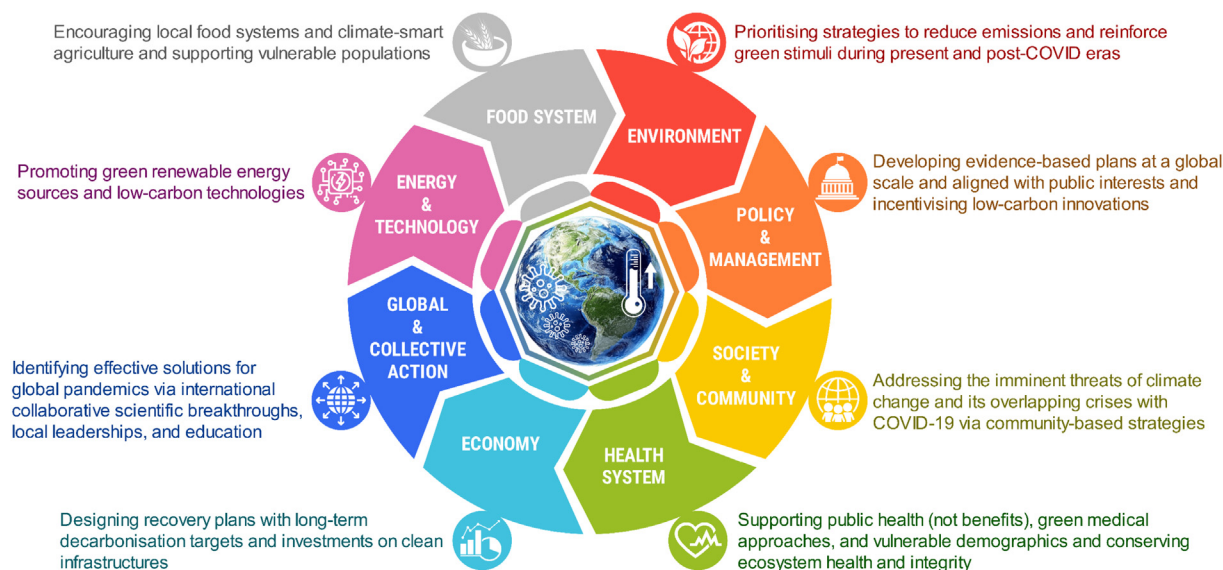 Encouraging local food systems and climate-smart
agriculture and supporting vulnerable populations
Prioritising strategies to reduce emissions and reinforce
green stimuli during present and post-COVID eras
FOOD SYSTEM
ENVIRONMENT
Promoting green renewable energy
sources and low-carbon technologies
ENERGY
&
TECHNOLOGY
POLICY
&
MANAGEMENT
Developing evidence-based plans at a global
scale and aligned with public interests and
incentivising low-carbon innovations
GLOBAL
&
COLLECTIVE
ACTION
SOCIETY
&
COMMUNITY
Identifying effective solutions for
global pandemics via international
collaborative scientific breakthroughs,
local leaderships, and education
Addressing the imminent threats of climate
change and its overlapping crises with
COVID-19 via community-based strategies
ECONOMY
HEALTH
SYSTEM
Designing recovery plans with long-term
decarbonisation targets and investments on clean
infrastructures
Supporting public health (not benefits), green medical
approaches, and vulnerable demographics and conserving
ecosystem health and integrity